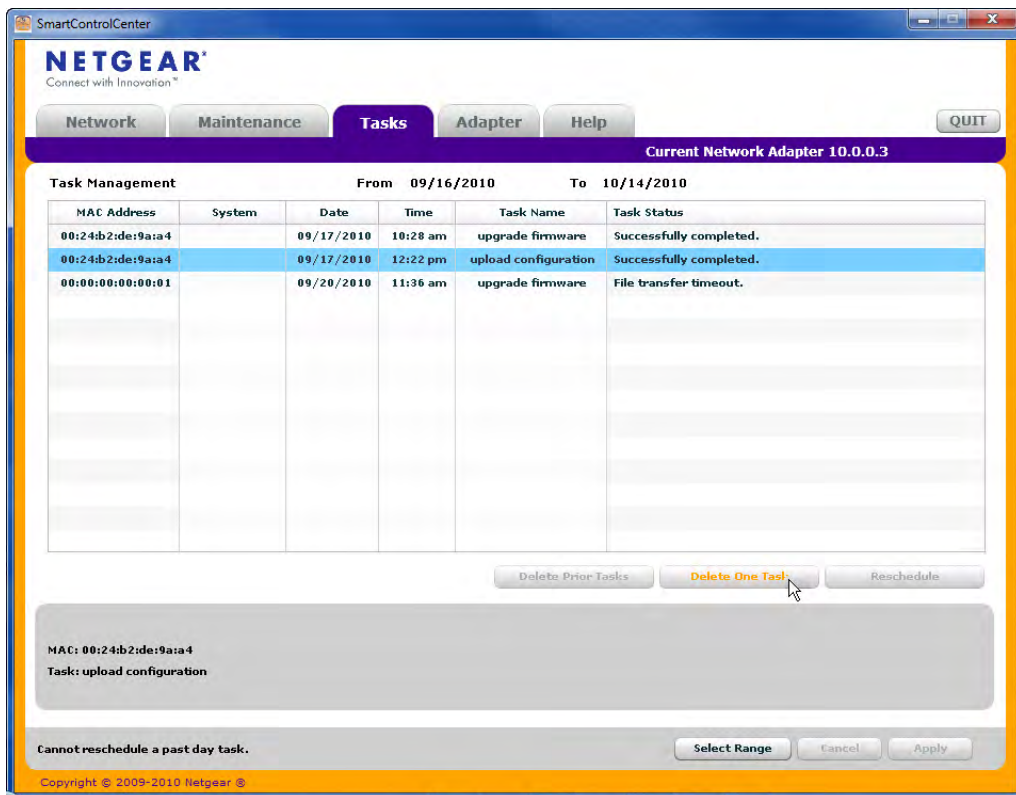 SmartControlCenter
NETGEAR®
Connect with Innovation™
Network Maintenance Tasks Adapter Help QUIT
Current Network Adapter 10.0.0.3
Task Management From 09/16/2010 To 10/14/2010
MAC Address System Date Time Task Name Task Status
00:24:b2:de:9a:a4 09/17/2010 10:28 am upgrade firmware Successfully completed.
00:24:b2:de:9a:a4 09/17/2010 12:22 pm upload configuration Successfully completed.
00:00:00:00:00:01 09/20/2010 11:36 am upgrade firmware File transfer timeout.
Delete Prior Tasks Delete One Task Reschedule
MAC: 00:24:b2:de:9a:a4
Task: upload configuration
Cannot reschedule a past day task. Select Range Cancel Apply
Copyright © 2009-2010 Netgear ®